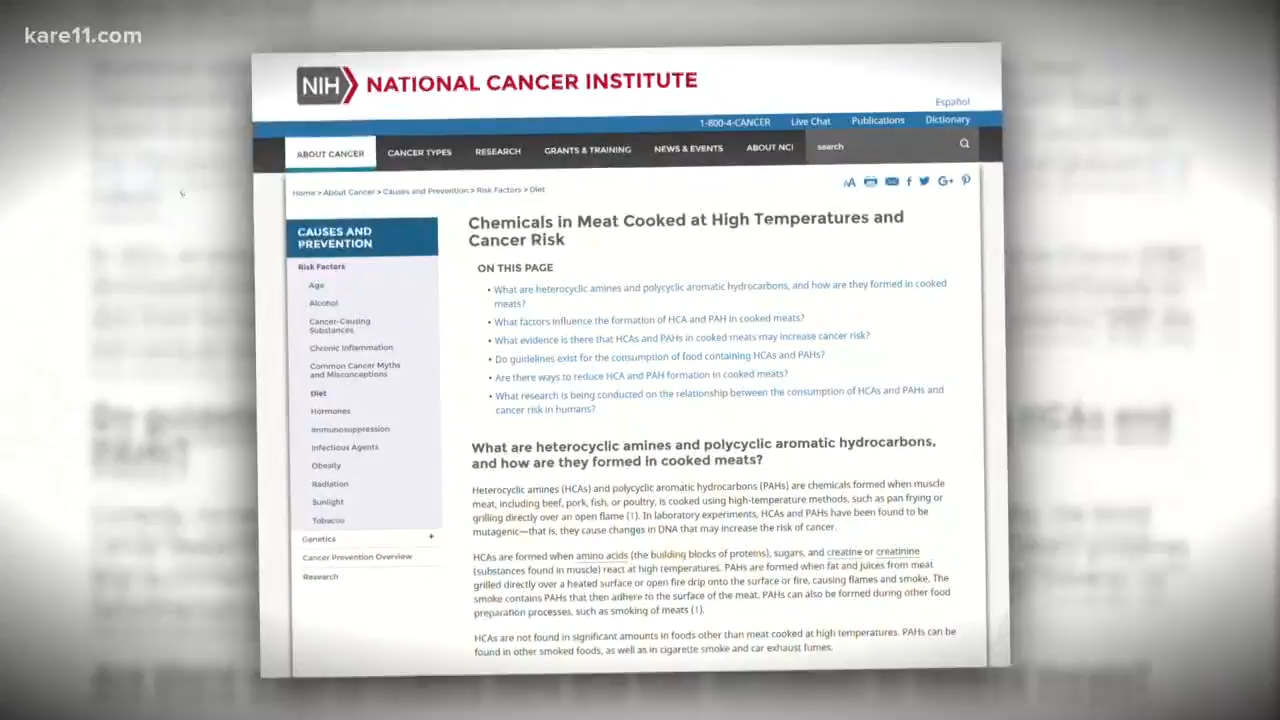 kare11.com
NIH NATIONAL CANCER INSTITUTE
Español
1-800-4-CANCER Live Chat Publications Dictionary
ABOUT CANCER CANCER TYPES RESEARCH GRANTS & TRAINING NEWS & EVENTS ABOUT NCI search
Home > About Cancer > Causes and Prevention > Risk Factors > Diet
CAUSES AND
PREVENTION
Risk Factors
Age
Alcohol
Cancer-Causing
Substances
Chronic Inflammation
Common Cancer Myths
and Misconceptions
Diet
Hormones
Immunosuppression
Infectious Agents
Obesity
Radiation
Sunlight
Tobacco
Genetics +
Cancer Prevention Overview
Research
Chemicals in Meat Cooked at High Temperatures and
Cancer Risk
ON THIS PAGE
• What are heterocyclic amines and polycyclic aromatic hydrocarbons, and how are they formed in cooked
meats?
• What factors influence the formation of HCA and PAH in cooked meats?
• What evidence is there that HCAs and PAHs in cooked meats may increase cancer risk?
• Do guidelines exist for the consumption of food containing HCAs and PAHs?
• Are there ways to reduce HCA and PAH formation in cooked meats?
• What research is being conducted on the relationship between the consumption of HCAs and PAHs and
cancer risk in humans?
What are heterocyclic amines and polycyclic aromatic hydrocarbons,
and how are they formed in cooked meats?
Heterocyclic amines (HCAs) and polycyclic aromatic hydrocarbons (PAHs) are chemicals formed when muscle
meat, including beef, pork, fish, or poultry, is cooked using high-temperature methods, such as pan frying or
grilling directly over an open flame (1). In laboratory experiments, HCAs and PAHs have been found to be
mutagenic—that is, they cause changes in DNA that may increase the risk of cancer.
HCAs are formed when amino acids (the building blocks of proteins), sugars, and creatine or creatinine
(substances found in muscle) react at high temperatures. PAHs are formed when fat and juices from meat
grilled directly over a heated surface or open fire drip onto the surface or fire, causing flames and smoke. The
smoke contains PAHs that then adhere to the surface of the meat. PAHs can also be formed during other food
preparation processes, such as smoking of meats (1).
HCAs are not found in significant amounts in foods other than meat cooked at high temperatures. PAHs can be
found in other smoked foods, as well as in cigarette smoke and car exhaust fumes.